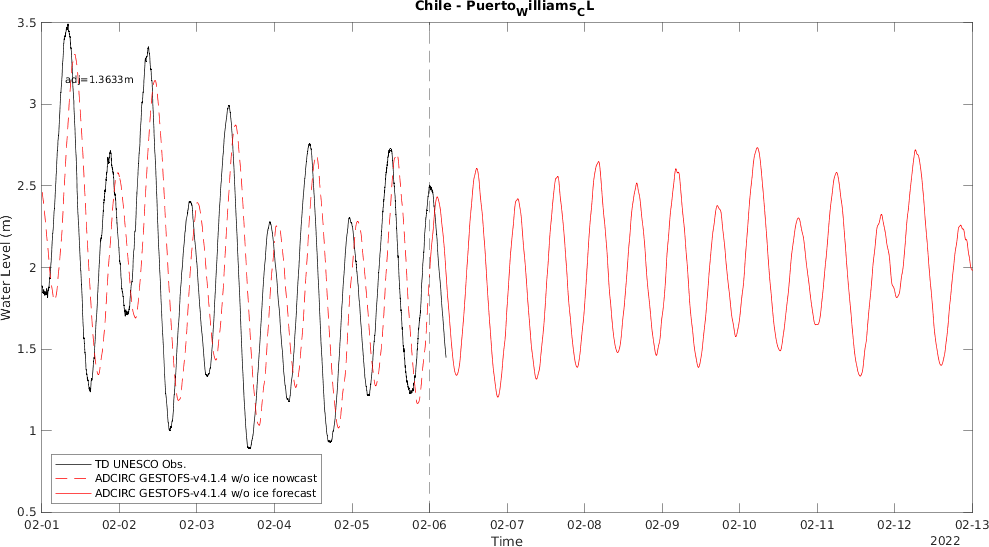 Chile - PuertoWilliamsCL
3.5
3
2.5
2
1.5
1
0.5
Water Level (m)
adj=1.3633m
TD UNESCO Obs.
ADCIRC GESTOFS-v4.1.4 w/o ice nowcast
ADCIRC GESTOFS-v4.1.4 w/o ice forecast
02-01 02-02 02-03 02-04 02-05 02-06 02-07 02-08 02-09 02-10 02-11 02-12 02-13
Time
2022